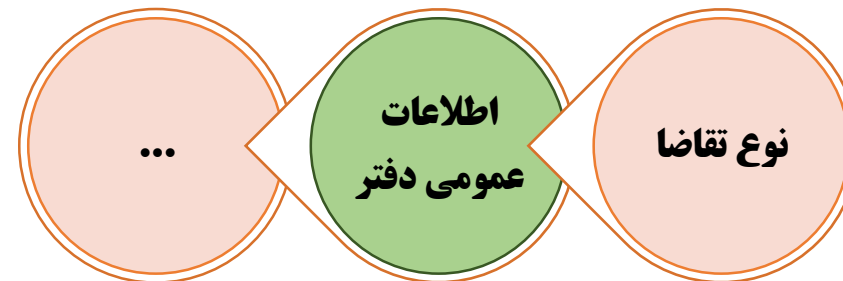 نوع تقاضا
اطلاعات
عمومی دفتر
...